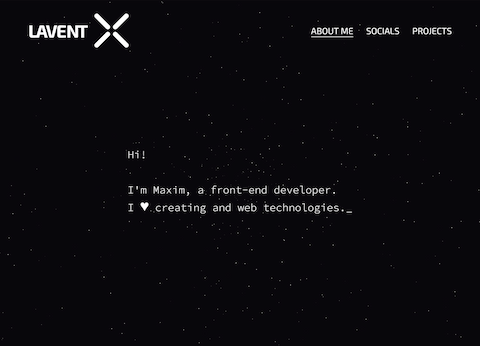 LAVENT X
ABOUT ME SOCIALS PROJECTS
Hi!
I'm Maxim, a front-end developer.
I ♥ creating and web technologies._